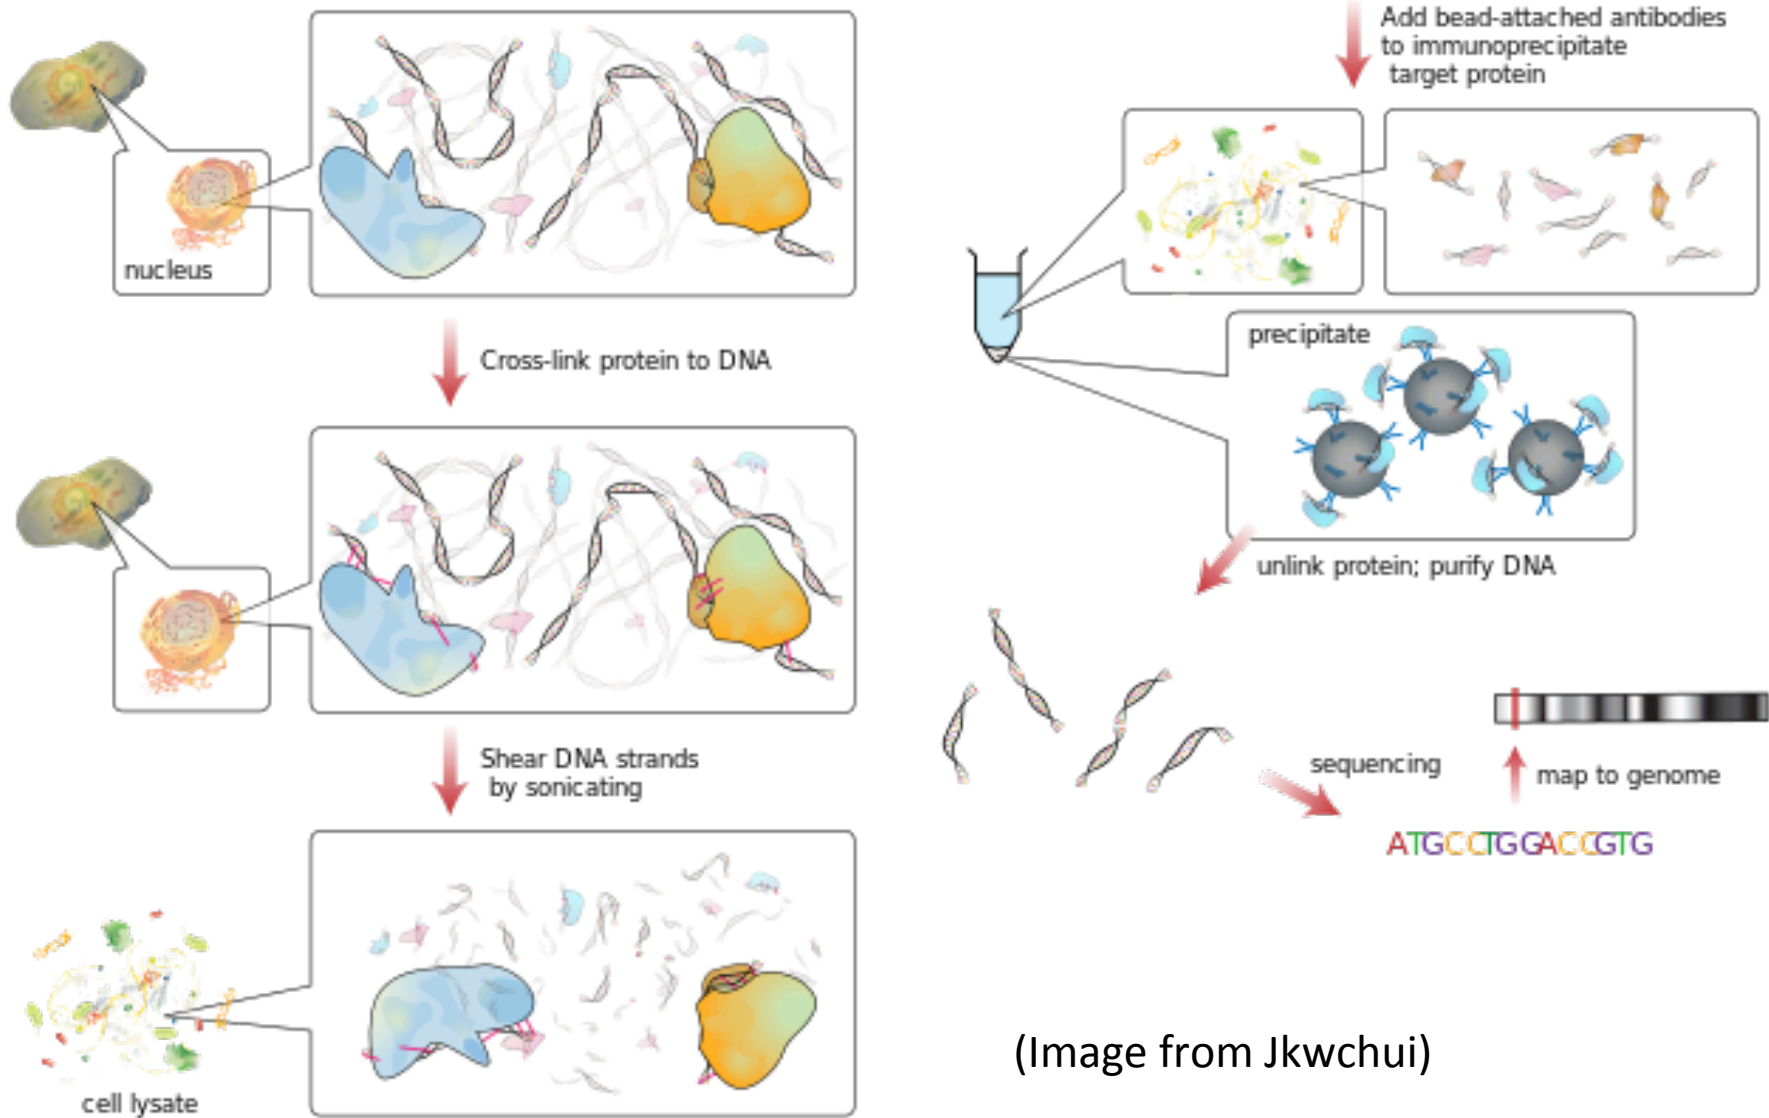 nucleus
Cross-link protein to DNA
Shear DNA strands
by sonicating
cell lysate
Add bead-attached antibodies
to immunoprecipitate
target protein
precipitate
unlink protein; purify DNA
sequencing
map to genome
ATGCCTGGACCGTG
(Image from Jkwchui)